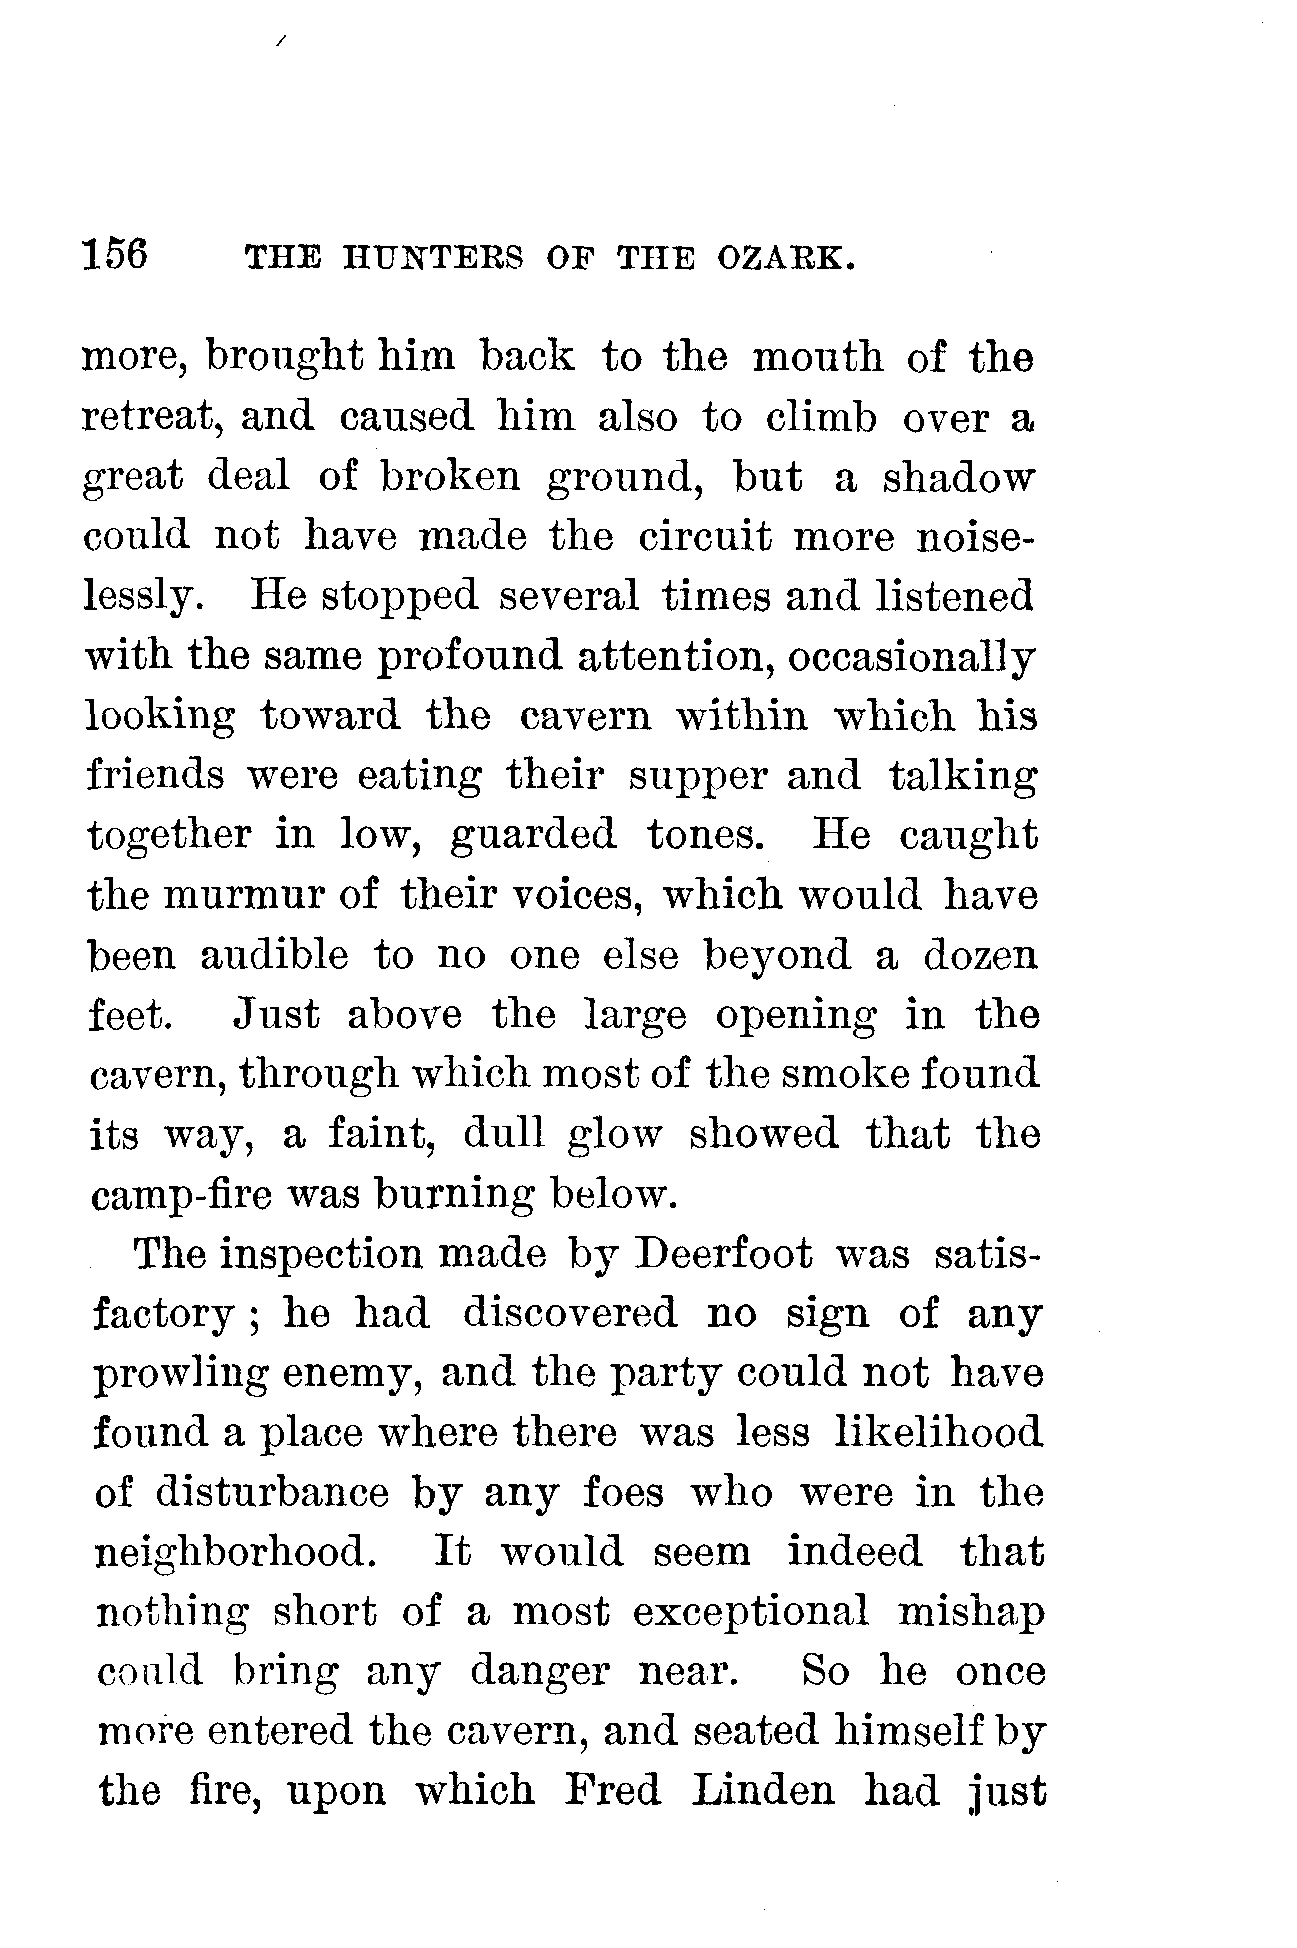 156 THE HUNTERS OF THE OZARK.
more, brought him back to the mouth of the
retreat, and caused him also to climb over a
great deal of broken ground, but a shadow
could not have made the circuit more noise-
lessly. He stopped several times and listened
with the same profound attention, occasionally
looking toward the cavern within which his
friends were eating their supper and talking
together in low, guarded tones. He caught
the murmur of their voices, which would have
been audible to no one else beyond a dozen
feet. Just above the large opening in the
cavern, through which most of the smoke found
its way, a faint, dull glow showed that the
camp-fire was burning below.
The inspection made by Deerfoot was satis-
factory ; he had discovered no sign of any
prowling enemy, and the party could not have
found a place where there was less likelihood
of disturbance by any foes who were in the
neighborhood. It would seem indeed that
nothing short of a most exceptional mishap
could bring any danger near. So he once
more entered the cavern, and seated himself by
the fire, upon which Fred Linden had just